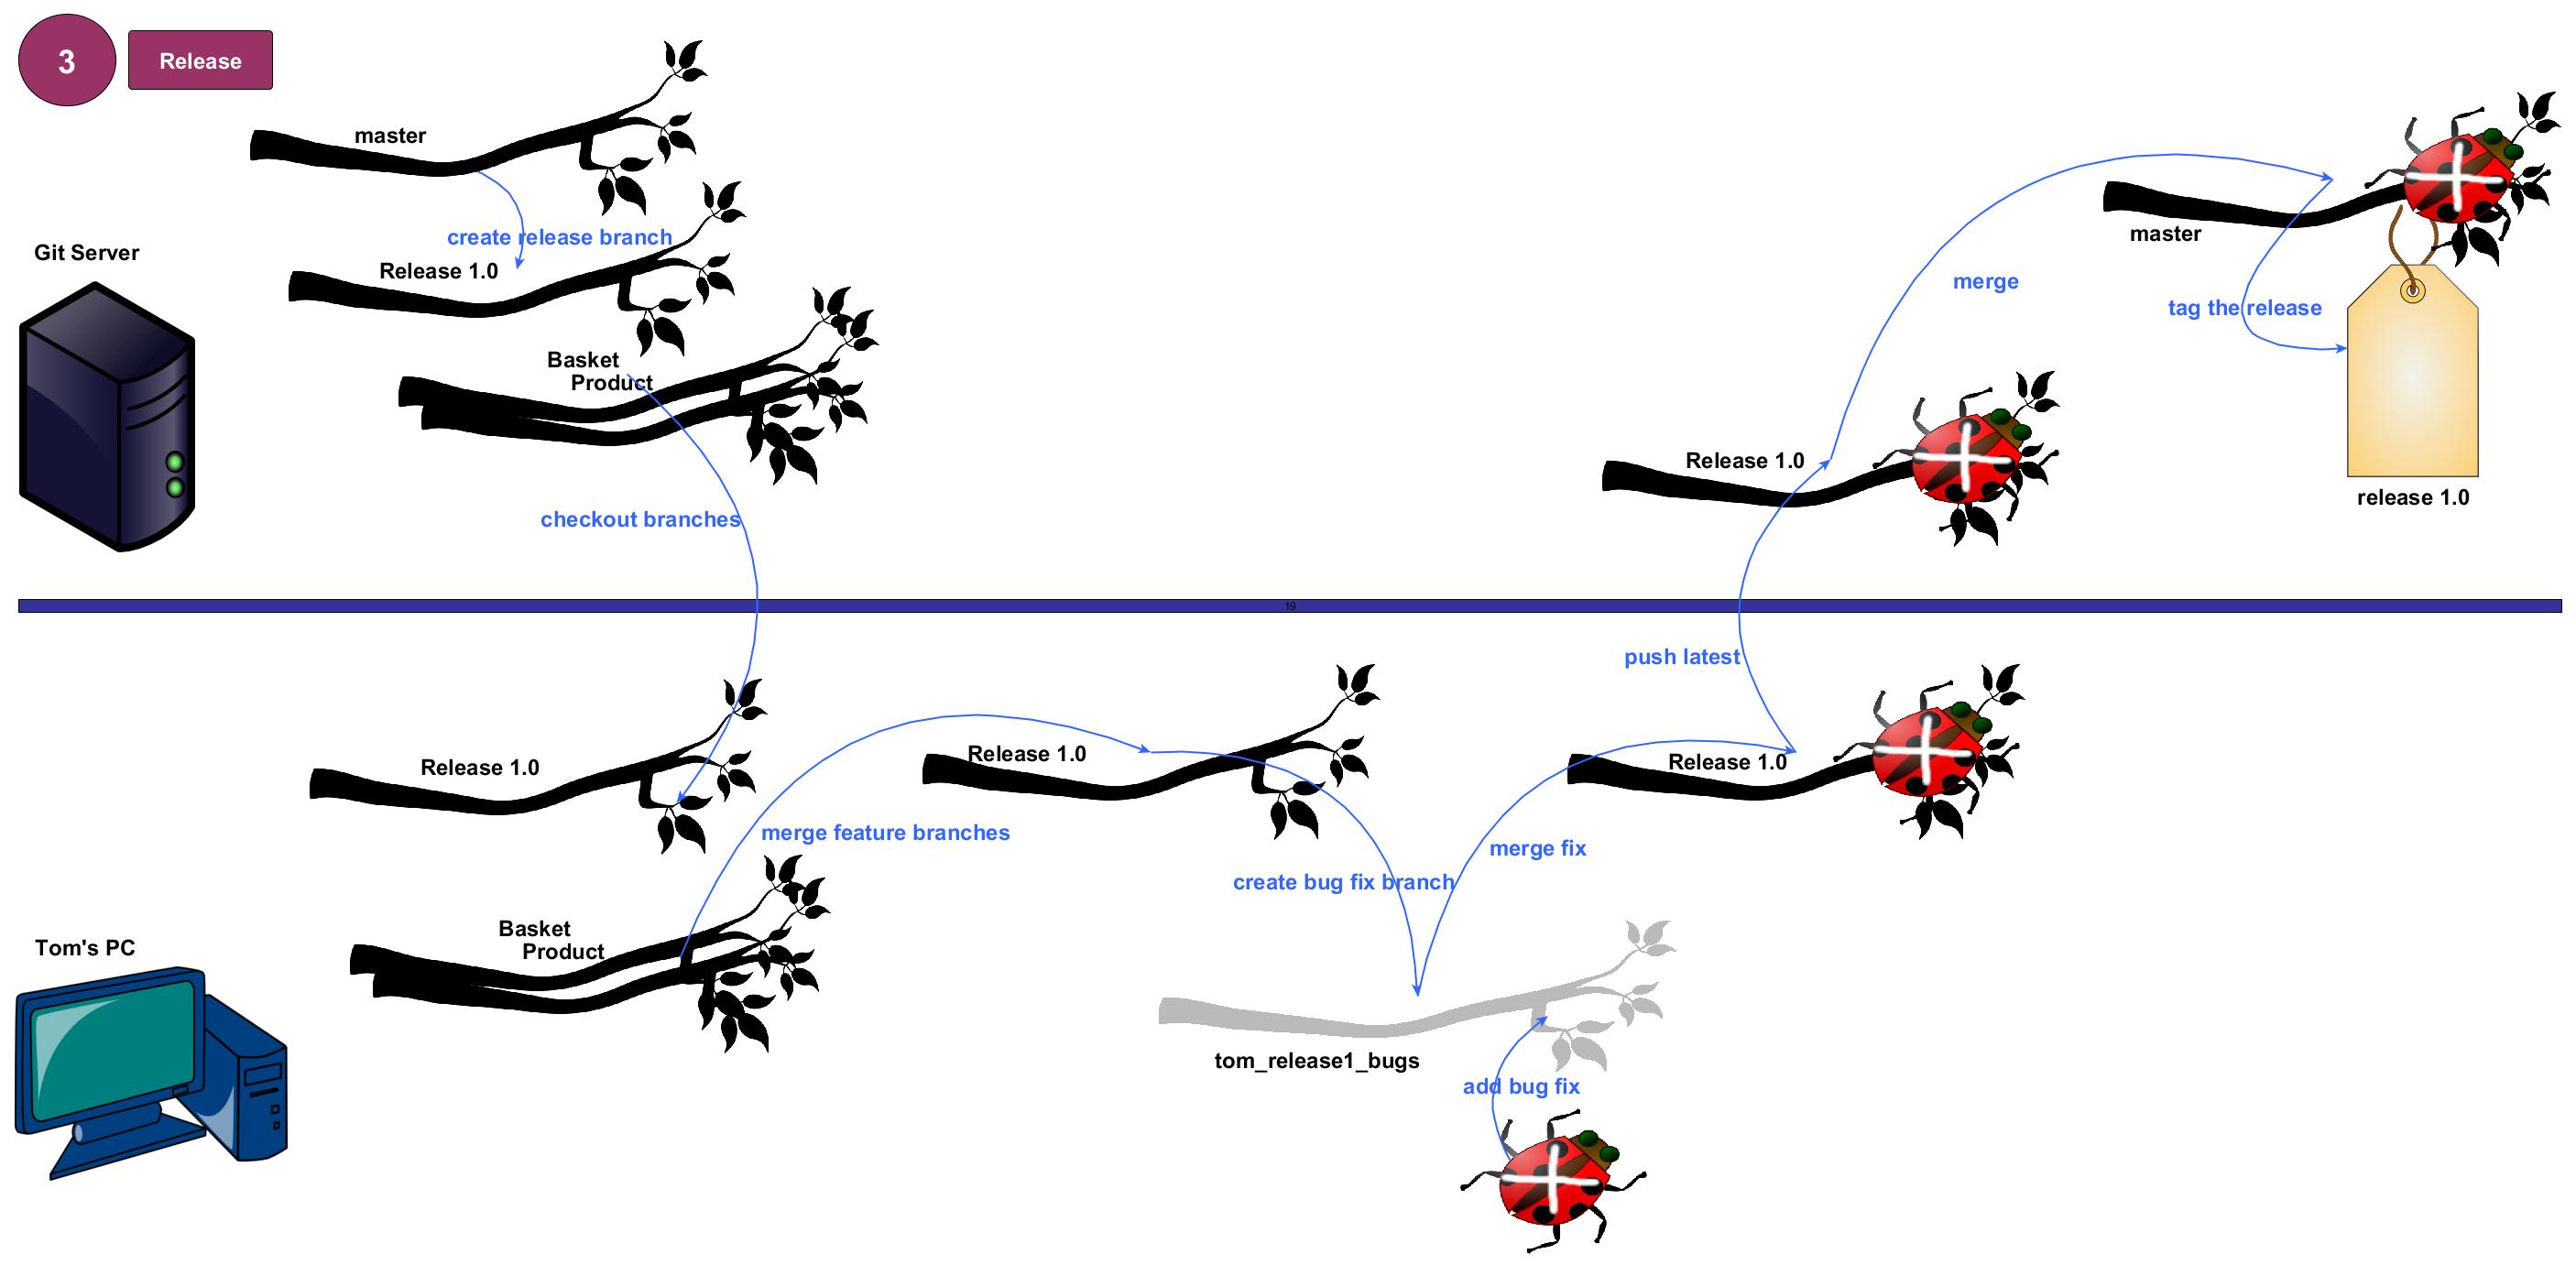 3
Release
master
create release branch
Git Server
Release 1.0
Basket
Product
checkout branches
master
merge
tag the release
Release 1.0
release 1.0
19
push latest
Release 1.0
Release 1.0
Release 1.0
merge feature branches
merge fix
create bug fix branch
Basket
Product
Tom's PC
tom_release1_bugs
add bug fix